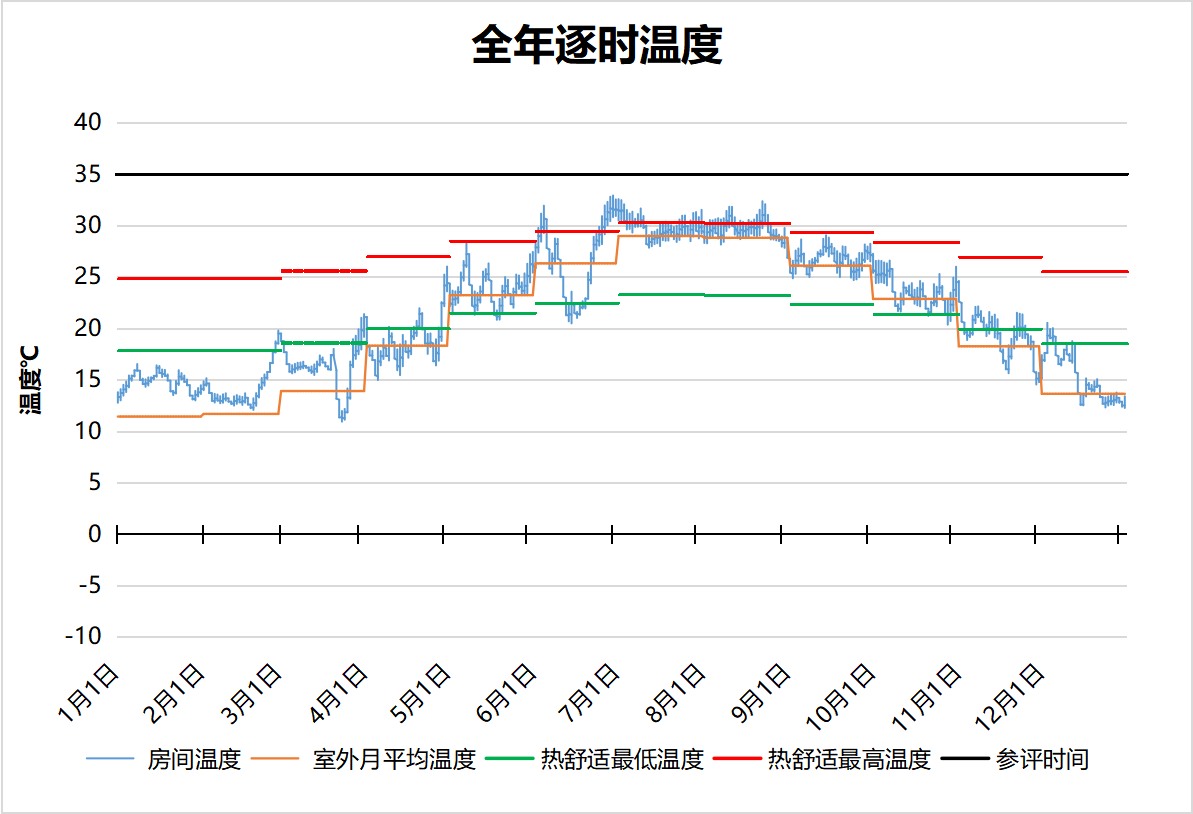 全年逐时温度
40
35
30
25
20
15
10
5
0
-5
-10
温度℃
1月1日
2月1日
3月1日
4月1日
5月1日
6月1日
7月1日
8月1日
9月1日
10月1日
11月1日
12月1日
房间温度 室外月平均温度 热舒适最低温度 热舒适最高温度 参评时间